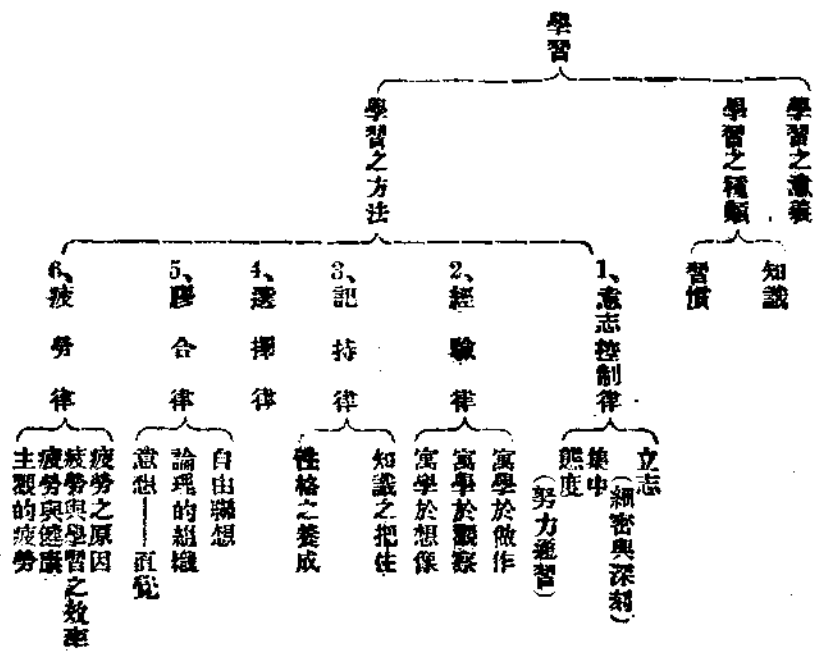 學習
學習之意義
學習之種類
知識
習慣
學習之方法
1、意志控制律
立志
集中(細密與深刻)
態度(努力練習)
2、經驗律
寓學於做作
寓學於觀察
寓學於想像
3、記持律
知識之把住
性格之養成
4、選擇律
5、膠合律
自由聯想
論理的組織
意想——直覺
6、疲勞律
疲勞之原因
疲勞與學習之效率
疲勞與健康
主觀的疲勞